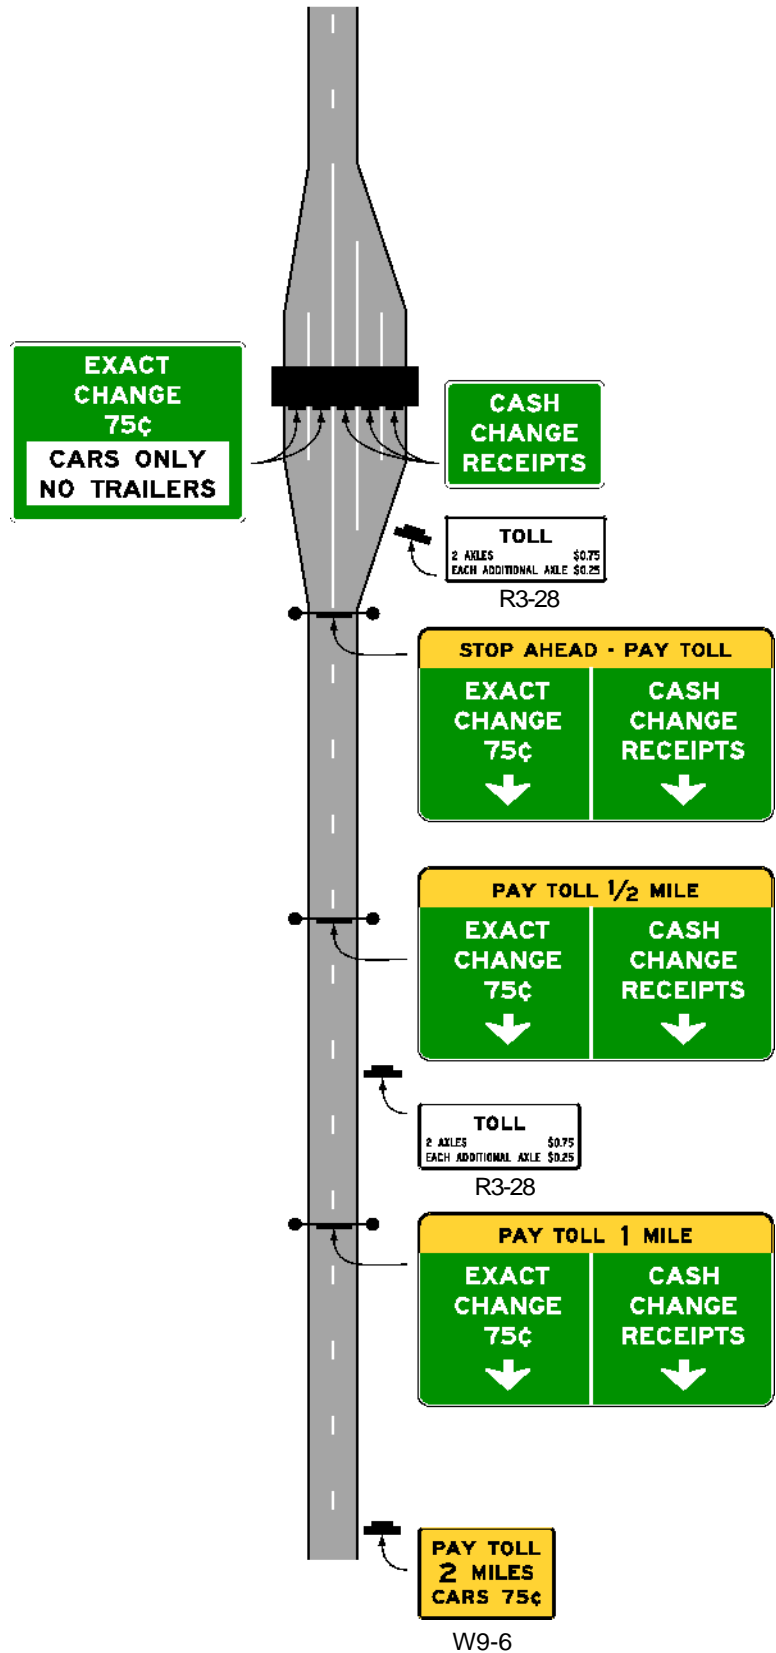 EXACT
CHANGE
75¢
CARS ONLY
NO TRAILERS
CASH
CHANGE
RECEIPTS
TOLL
2 AXLES $0.75
EACH ADDITIONAL AXLE $0.25
R3-28
STOP AHEAD - PAY TOLL
EXACT
CHANGE
75¢
CASH
CHANGE
RECEIPTS
PAY TOLL 1/2 MILE
EXACT
CHANGE
75¢
CASH
CHANGE
RECEIPTS
TOLL
2 AXLES $0.75
EACH ADDITIONAL AXLE $0.25
R3-28
PAY TOLL 1 MILE
EXACT
CHANGE
75¢
CASH
CHANGE
RECEIPTS
PAY TOLL
2 MILES
CARS 75¢
W9-6